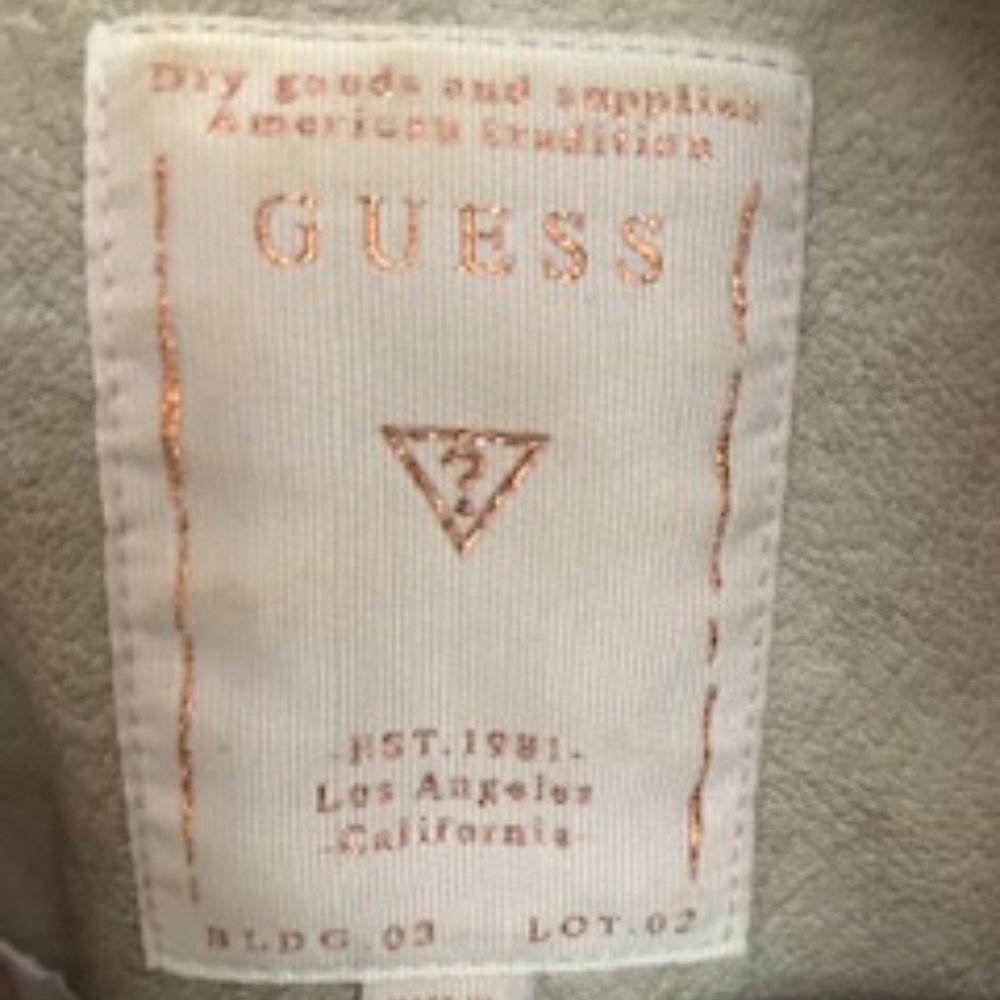 Dry goods and supplies
American tradition
GUESS
?
-EST.1981-
Los Angeles
-California-
BLDG.03 LOT.02